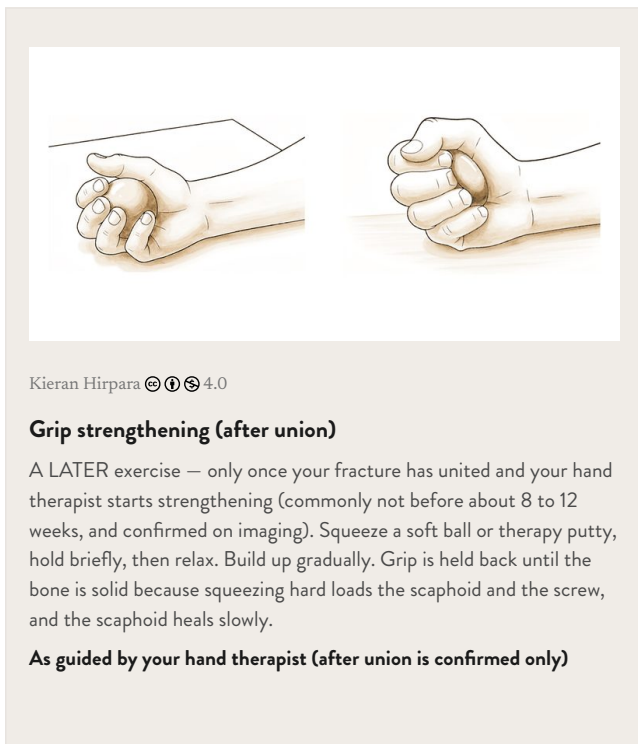 Kieran Hirpara 4.0
Grip strengthening (after union)
A LATER exercise — only once your fracture has united and your hand
therapist starts strengthening (commonly not before about 8 to 12
weeks, and confirmed on imaging). Squeeze a soft ball or therapy putty,
hold briefly, then relax. Build up gradually. Grip is held back until the
bone is solid because squeezing hard loads the scaphoid and the screw,
and the scaphoid heals slowly.
As guided by your hand therapist (after union is confirmed only)